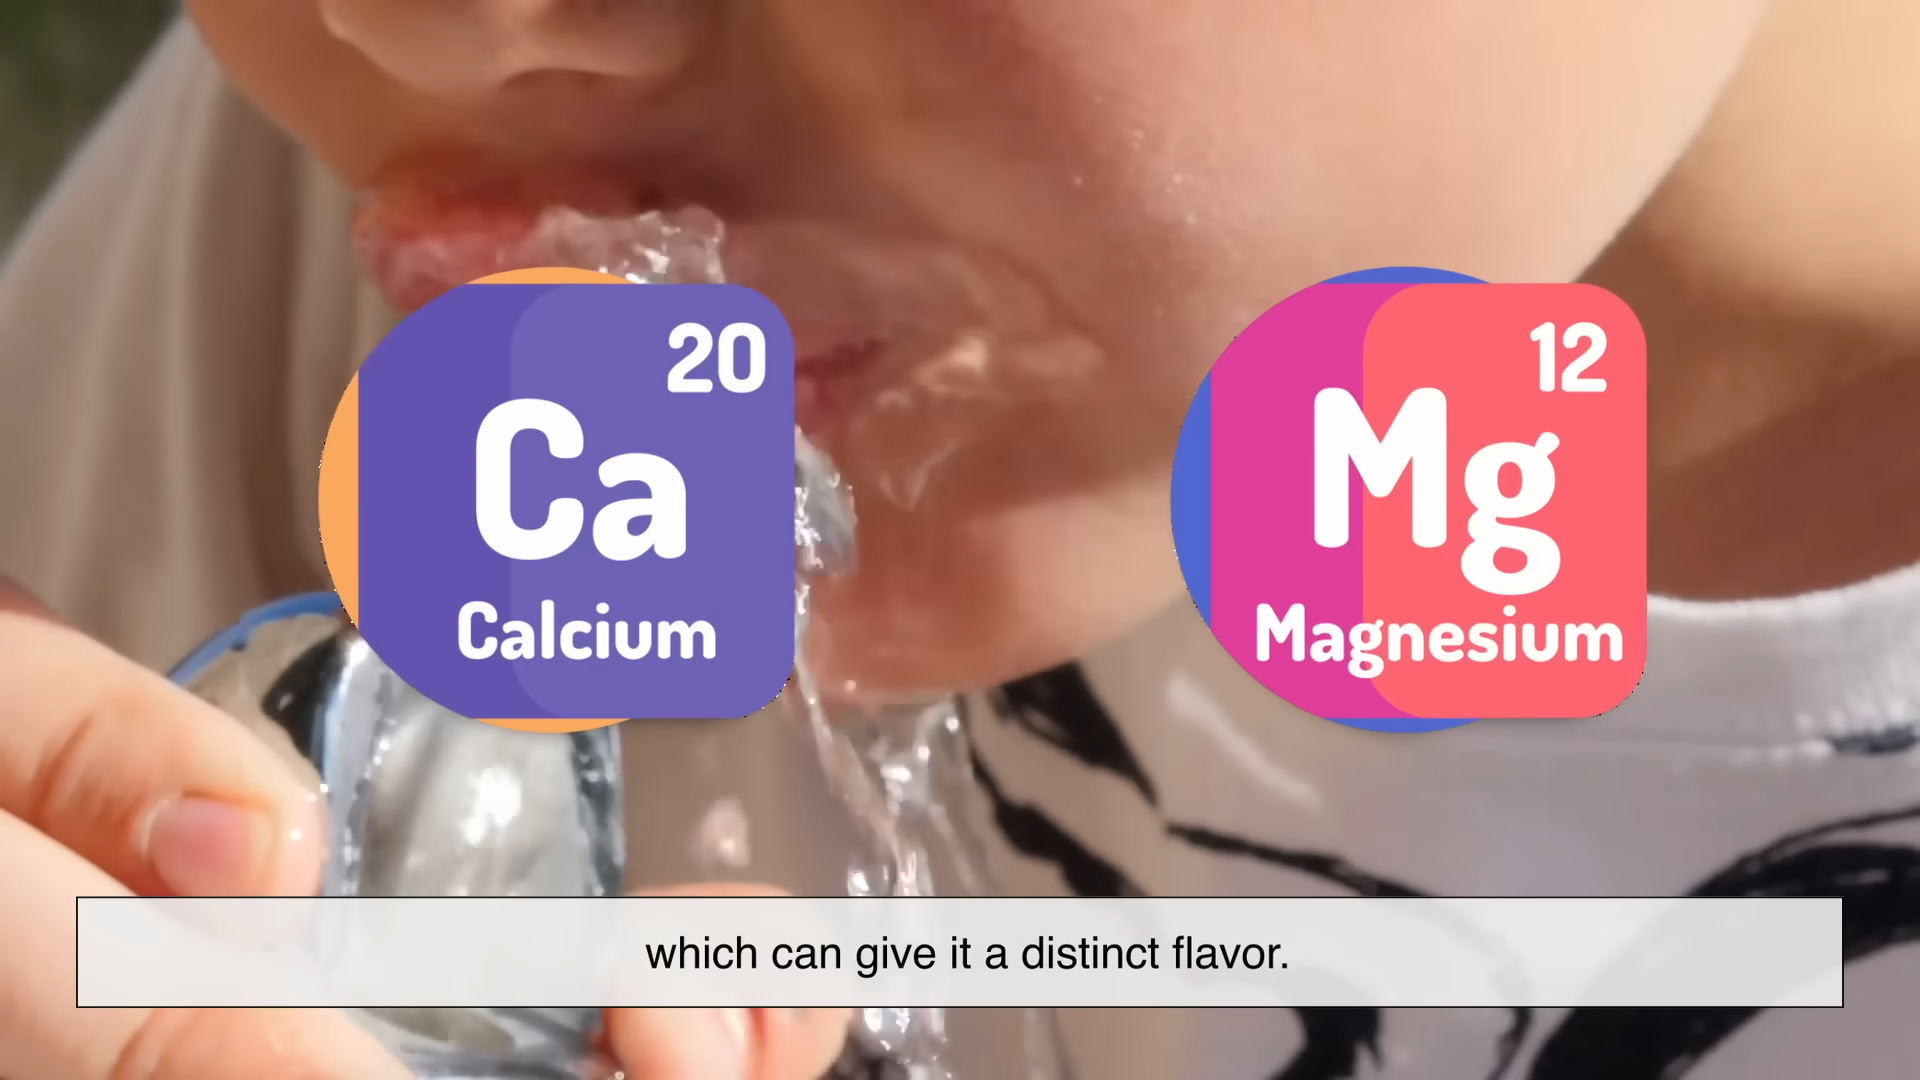 20
Ca
Calcium
12
Mg
Magnesium
which can give it a distinct flavor.